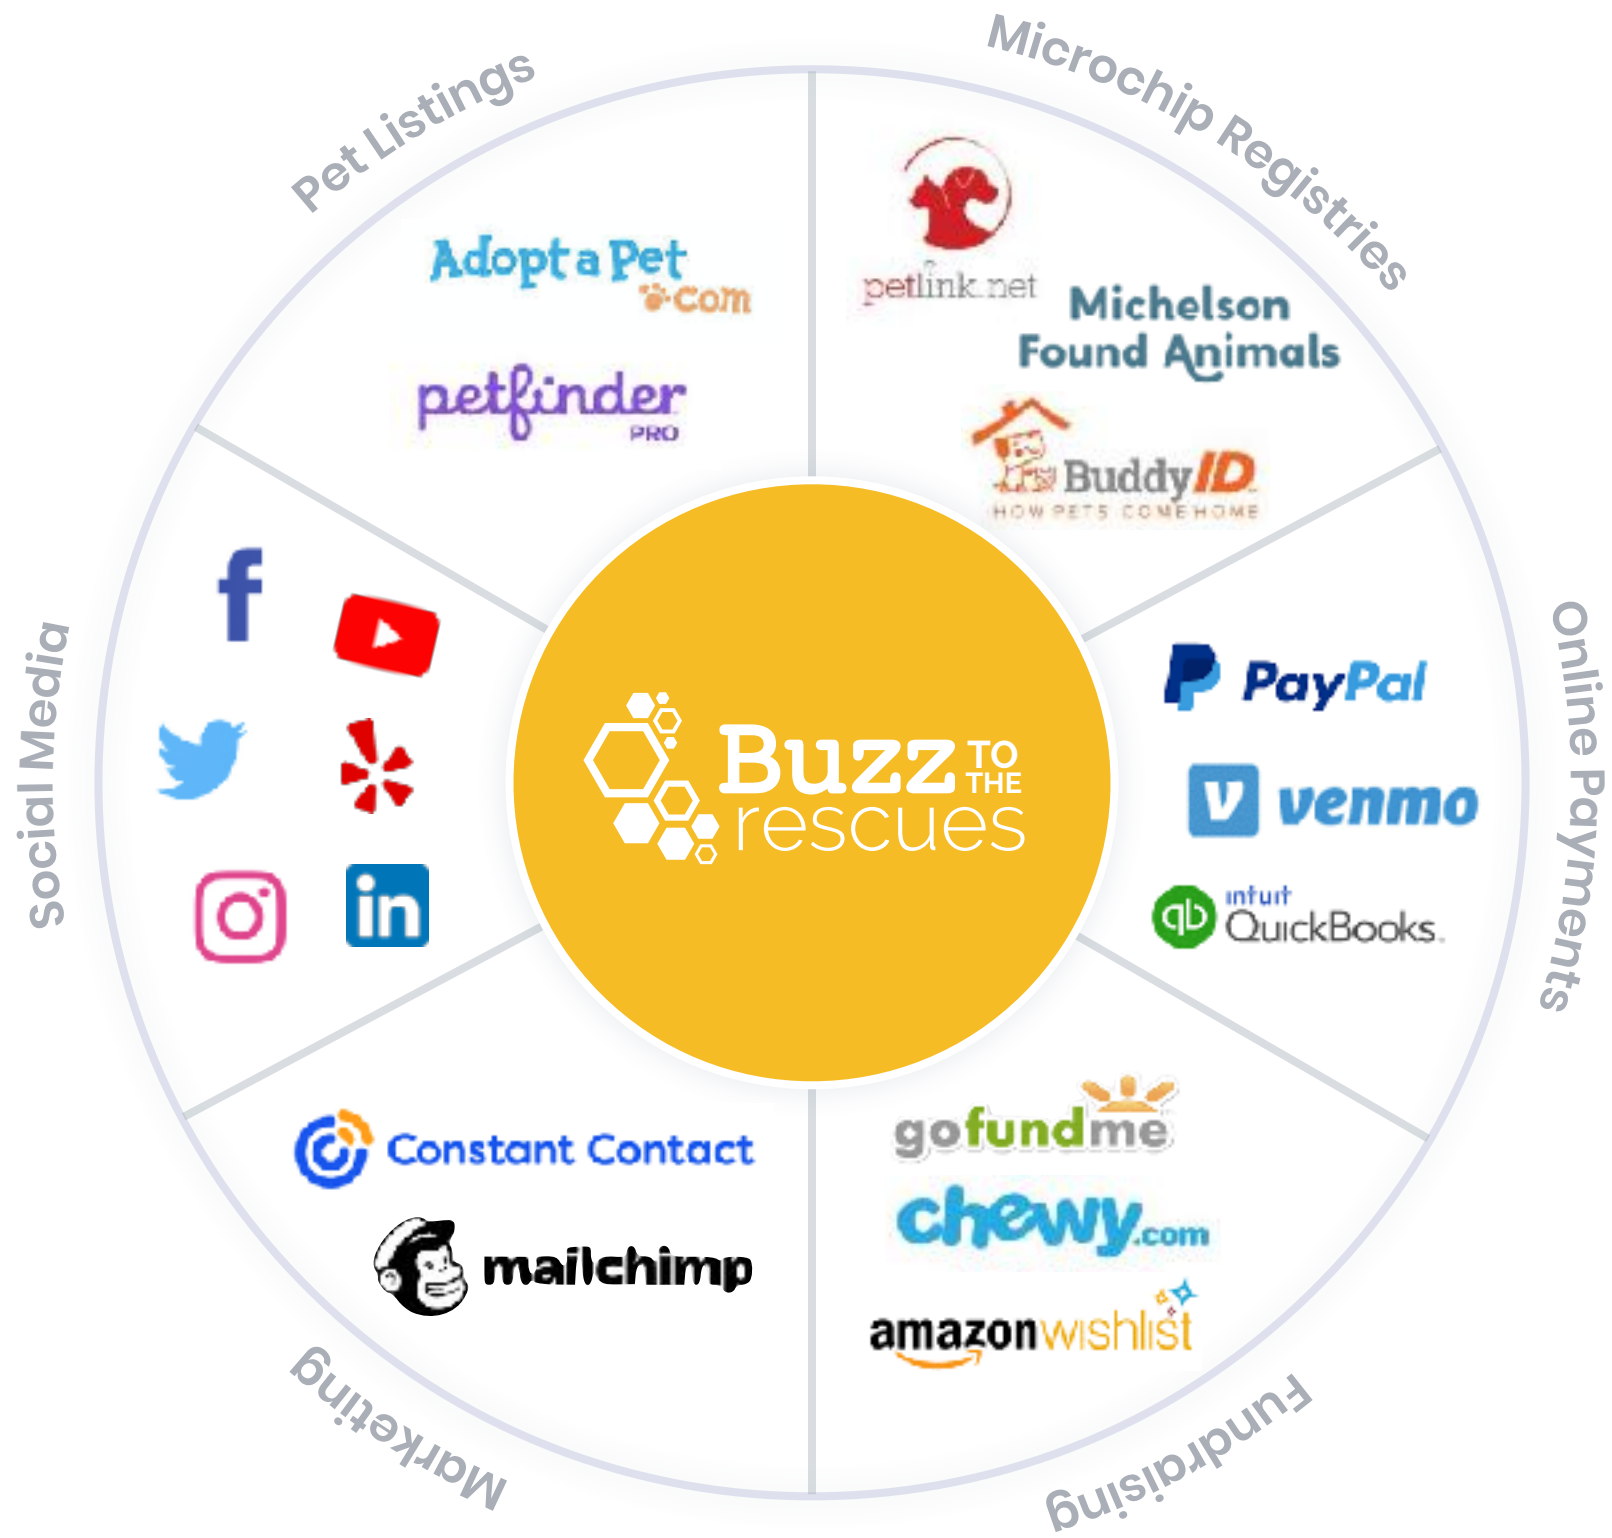 Pet Listings
Adopt a Pet
.com
petfinder
PRO
Microchip Registries
petlink.net
Michelson
Found Animals
BuddyID
HOW PETS COME HOME
Online Payments
PayPal
venmo
intuit
QuickBooks
Fundraising
gofundme
chewy.com
amazonwishlist
Marketing
Constant Contact
mailchimp
Social Media
f
in
Buzz TO THE
rescues